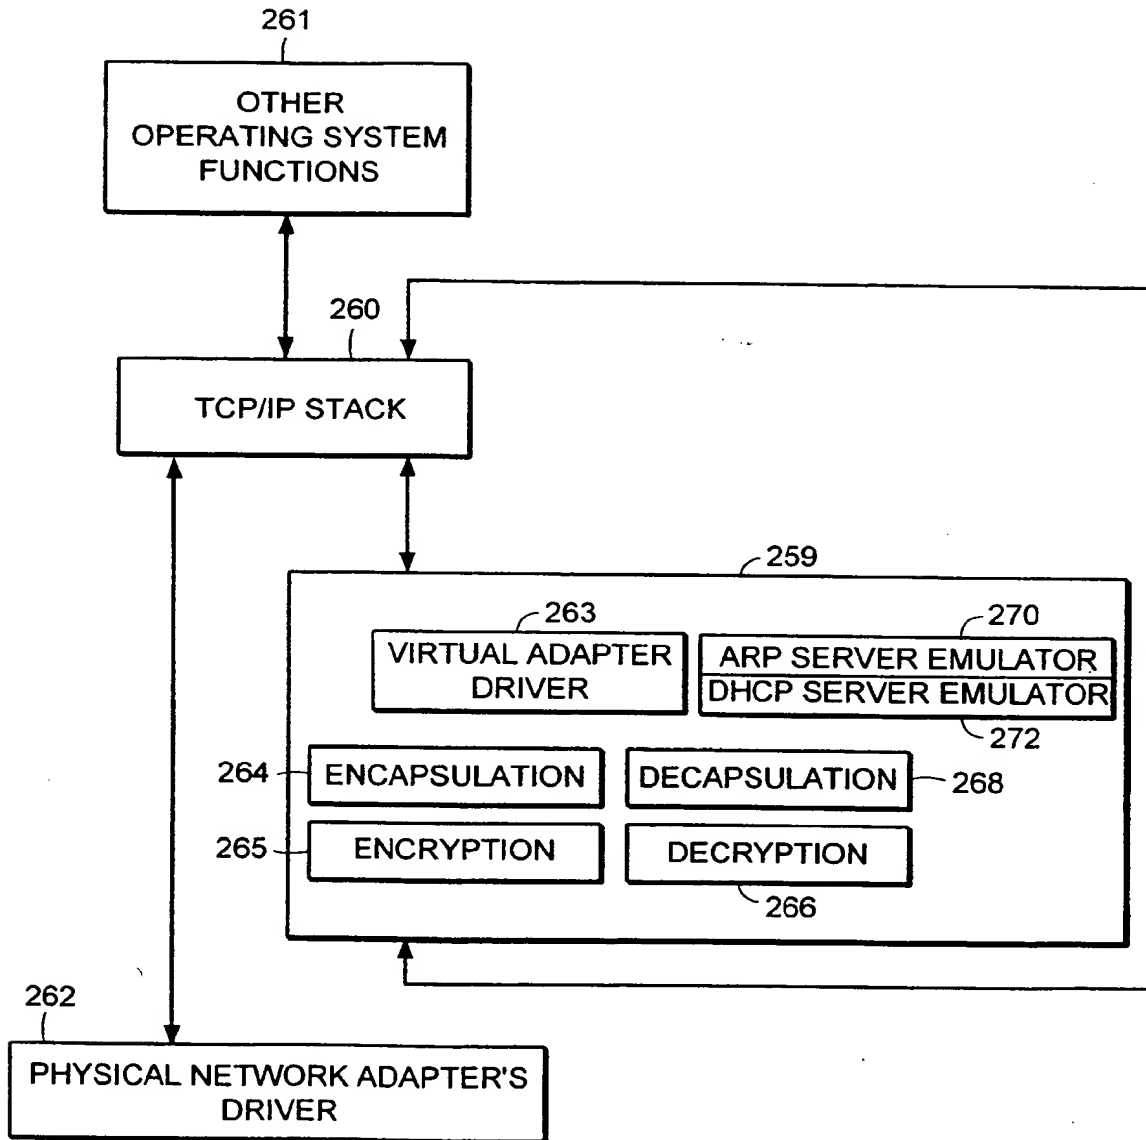 261
OTHER
OPERATING SYSTEM
FUNCTIONS
260
TCP/IP STACK
259
263
VIRTUAL ADAPTER
DRIVER
270
ARP SERVER EMULATOR
DHCP SERVER EMULATOR
272
264
ENCAPSULATION
DECAPSULATION
268
265
ENCRYPTION
DECRYPTION
266
262
PHYSICAL NETWORK ADAPTER'S
DRIVER